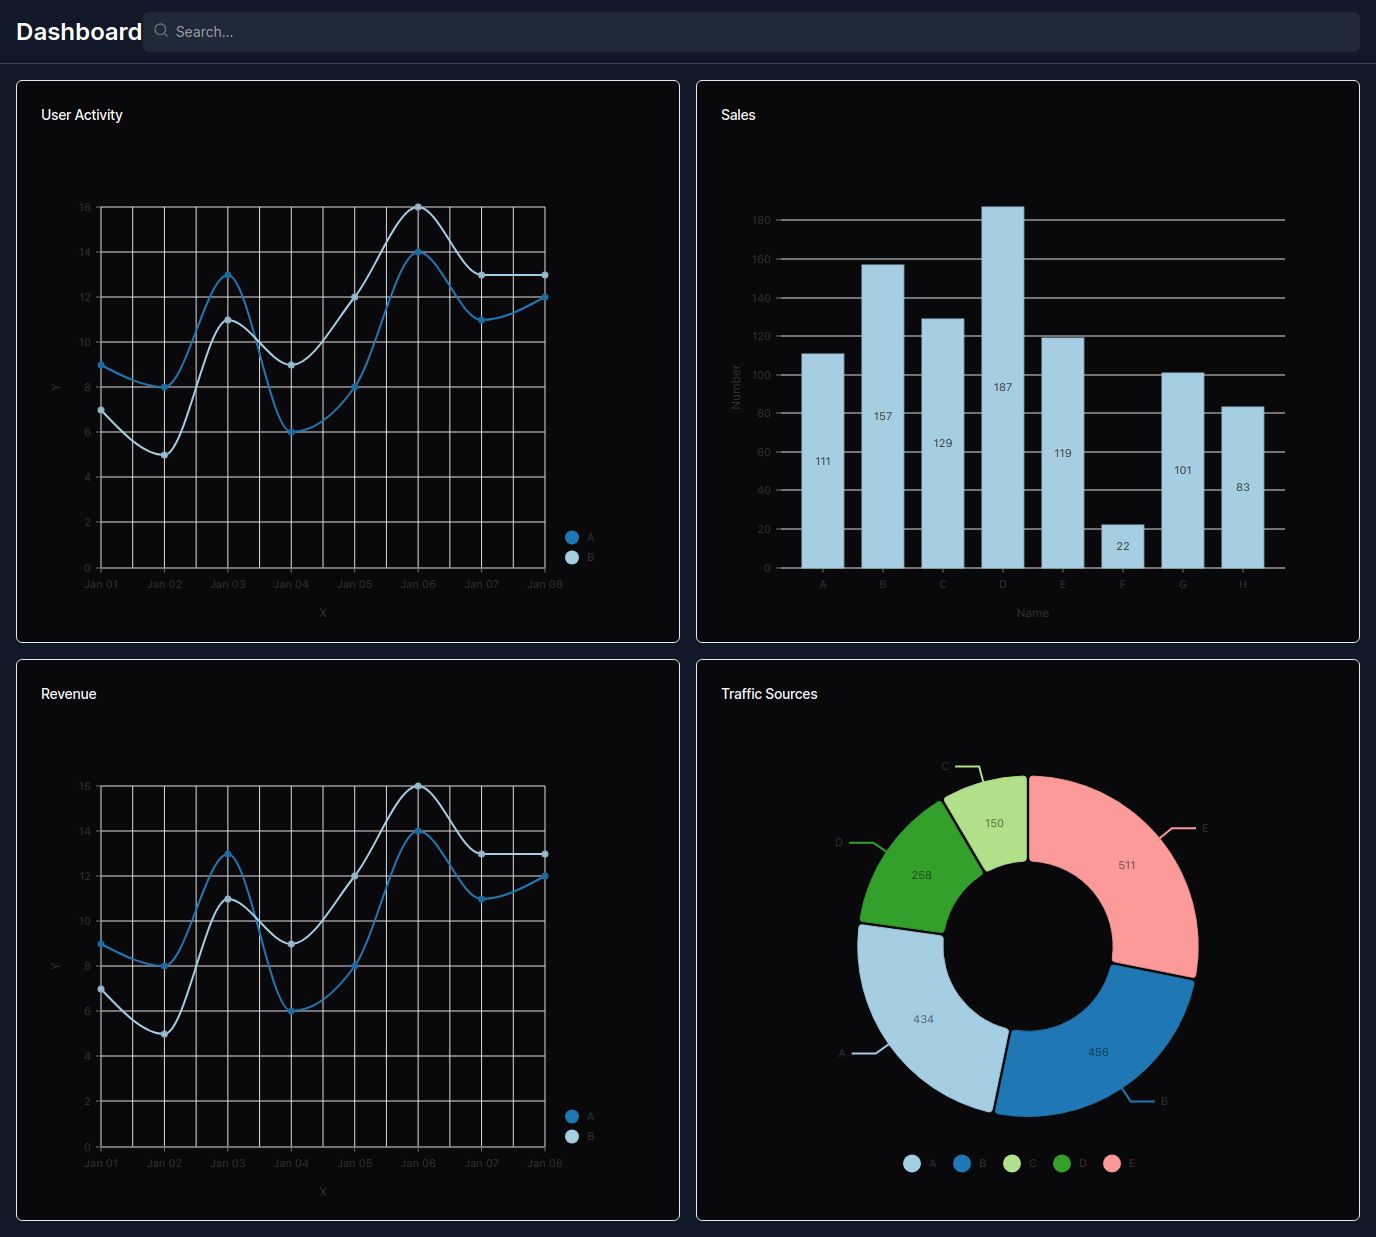 Dashboard
Search...
User Activity
16
14
12
10
8
6
4
2
0
Y
Jan 01 Jan 02 Jan 03 Jan 04 Jan 05 Jan 06 Jan 07 Jan 08
X
A
B
Sales
180
160
140
120
100
80
60
40
20
0
Number
111
157
129
187
119
22
101
83
A B C D E F G H
Name
Revenue
16
14
12
10
8
6
4
2
0
Y
Jan 01 Jan 02 Jan 03 Jan 04 Jan 05 Jan 06 Jan 07 Jan 08
X
A
B
Traffic Sources
C
150
E
D
511
258
434
A
456
B
A B C D E